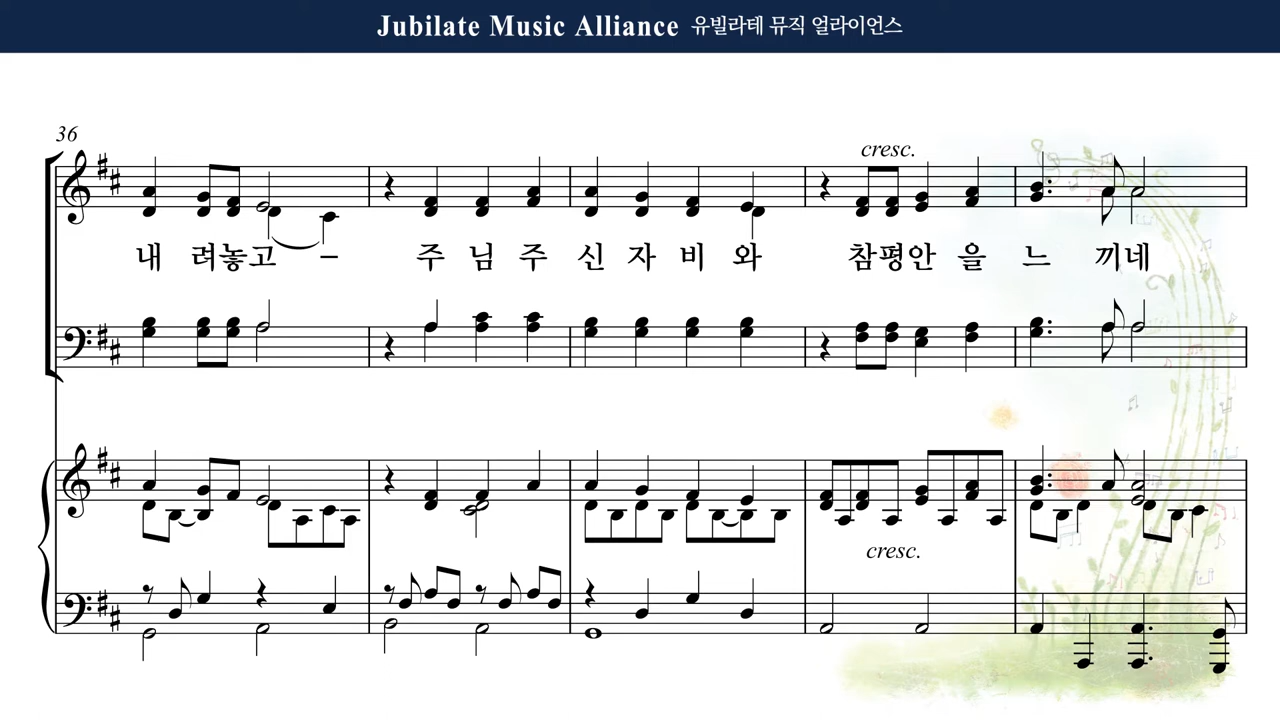 Jubilate Music Alliance 유빌라테 뮤직 얼라이언스
36
cresc.
내 려놓고 – 주 님 주 신 자 비 와 참평안 을 느 끼네
cresc.